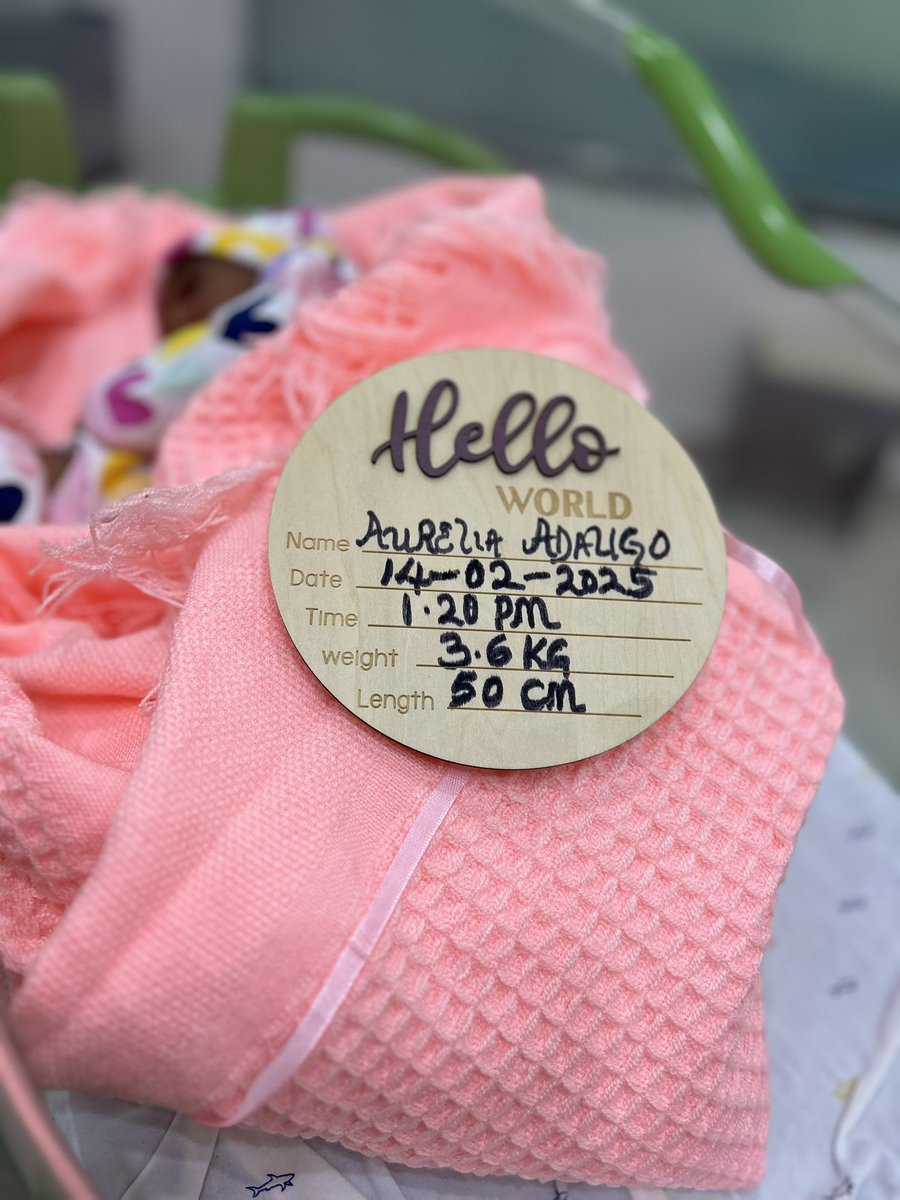 Hello
WORLD
Name AURELIA ADAUGO
Date 14-02-2025
Time 1.20 PM
weight 3.6 KG
Length 50 cm